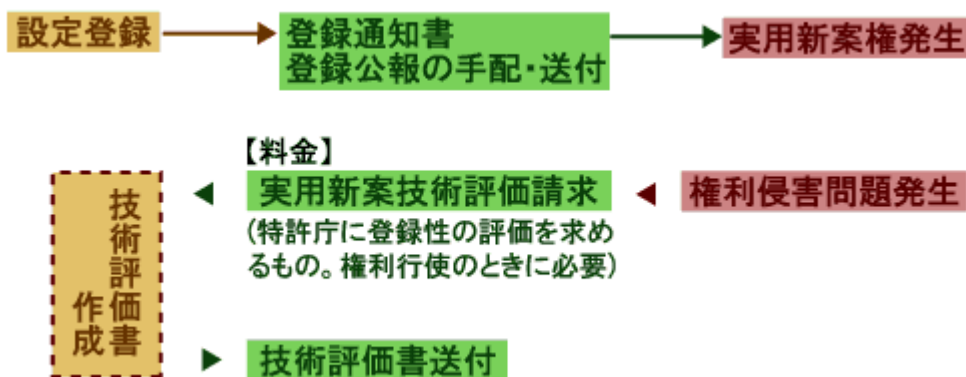 設定登録
登録通知書
登録公報の手配・送付
実用新案権発生
【料金】
実用新案技術評価請求
(特許庁に登録性の評価を求め
るもの。権利行使のときに必要)
権利侵害問題発生
技術評価書
作成
技術評価書送付